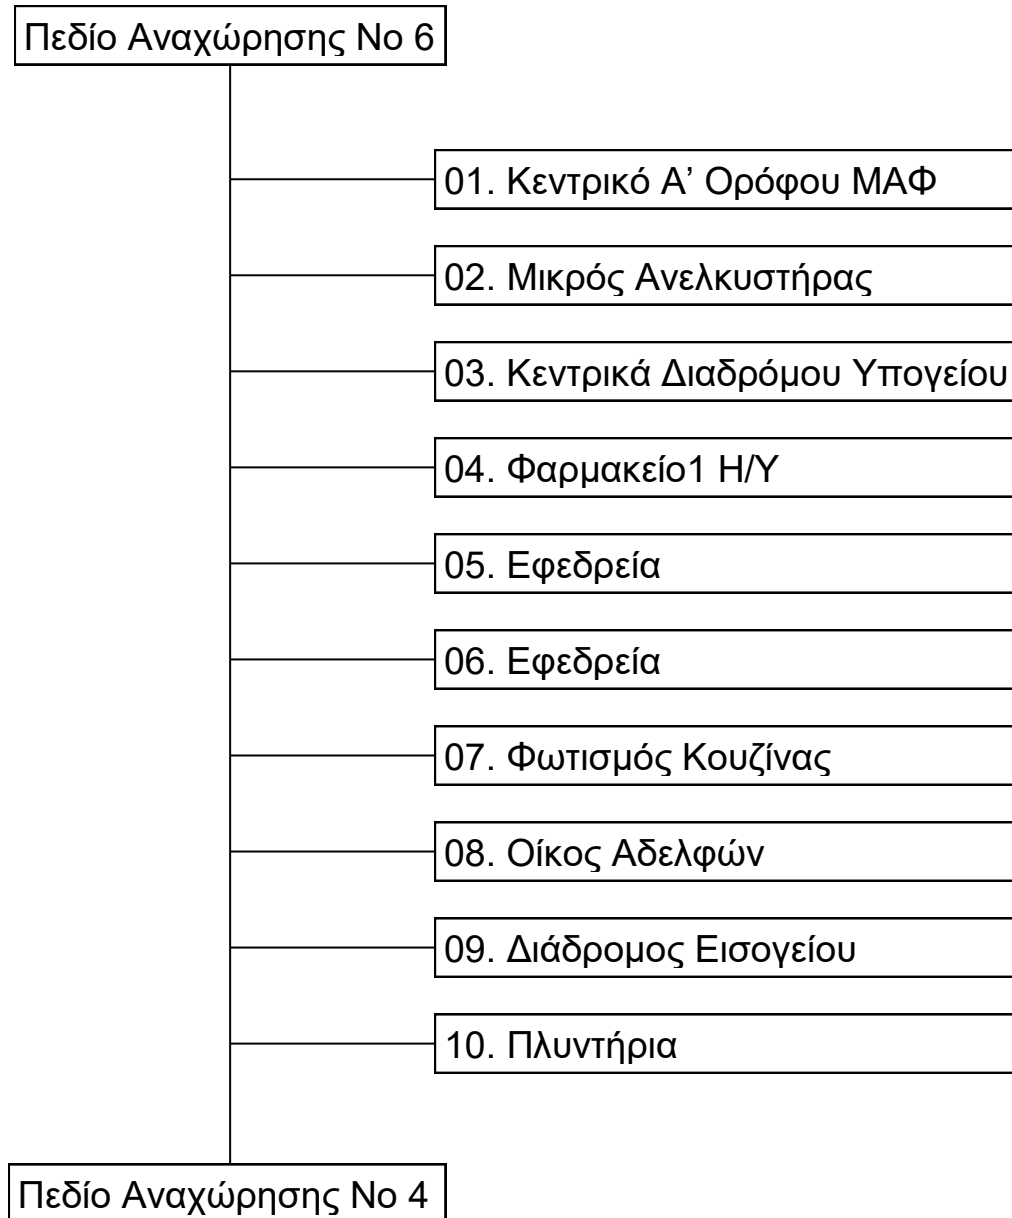 Πεδίο Αναχώρησης Νο 6
01. Κεντρικό Α’ Ορόφου ΜΑΦ
02. Μικρός Ανελκυστήρας
03. Κεντρικά Διαδρόμου Υπογείου
04. Φαρμακείο1 Η/Υ
05. Εφεδρεία
06. Εφεδρεία
07. Φωτισμός Κουζίνας
08. Οίκος Αδελφών
09. Διάδρομος Εισογείου
10. Πλυντήρια
Πεδίο Αναχώρησης Νο 4